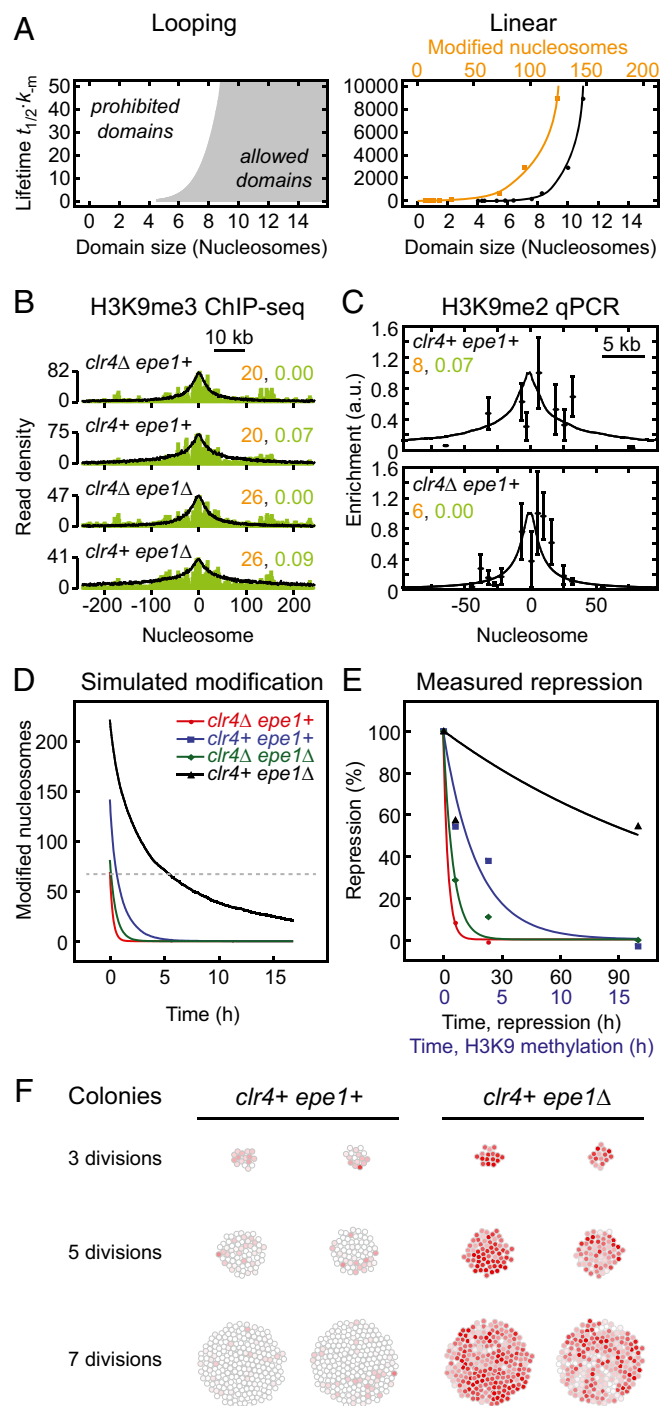 A
Looping
Linear
Modified nucleosomes
0 50 100 150 200
Lifetime t1/2·k-m
50
40
30
20
10
0
prohibited
domains
allowed
domains
10000
8000
6000
4000
2000
0
0 2 4 6 8 10 12 14
0 2 4 6 8 10 12 14
Domain size (Nucleosomes)
Domain size (Nucleosomes)
B
H3K9me3 ChIP-seq
10 kb
Read density
clr4Δ epe1+
20, 0.00
82
0
clr4+ epe1+
20, 0.07
75
0
clr4Δ epe1Δ
26, 0.00
47
0
clr4+ epe1Δ
26, 0.09
41
0
-200 -100 0 100 200
Nucleosome
C
H3K9me2 qPCR
Enrichment (a.u.)
1.6
1.2
0.8
0.4
0
clr4+ epe1+
8, 0.07
5 kb
1.6
1.2
0.8
0.4
0
clr4Δ epe1+
6, 0.00
-50 0 50
Nucleosome
D
Simulated modification
Modified nucleosomes
200
150
100
50
0
clr4Δ epe1+
clr4+ epe1+
clr4Δ epe1Δ
clr4+ epe1Δ
0 5 10 15
Time (h)
E
Measured repression
Repression (%)
100
80
60
40
20
0
0 30 60 90
0 5 10 15
Time, repression (h)
Time, H3K9 methylation (h)
F
Colonies
clr4+ epe1+
clr4+ epe1Δ
3 divisions
5 divisions
7 divisions